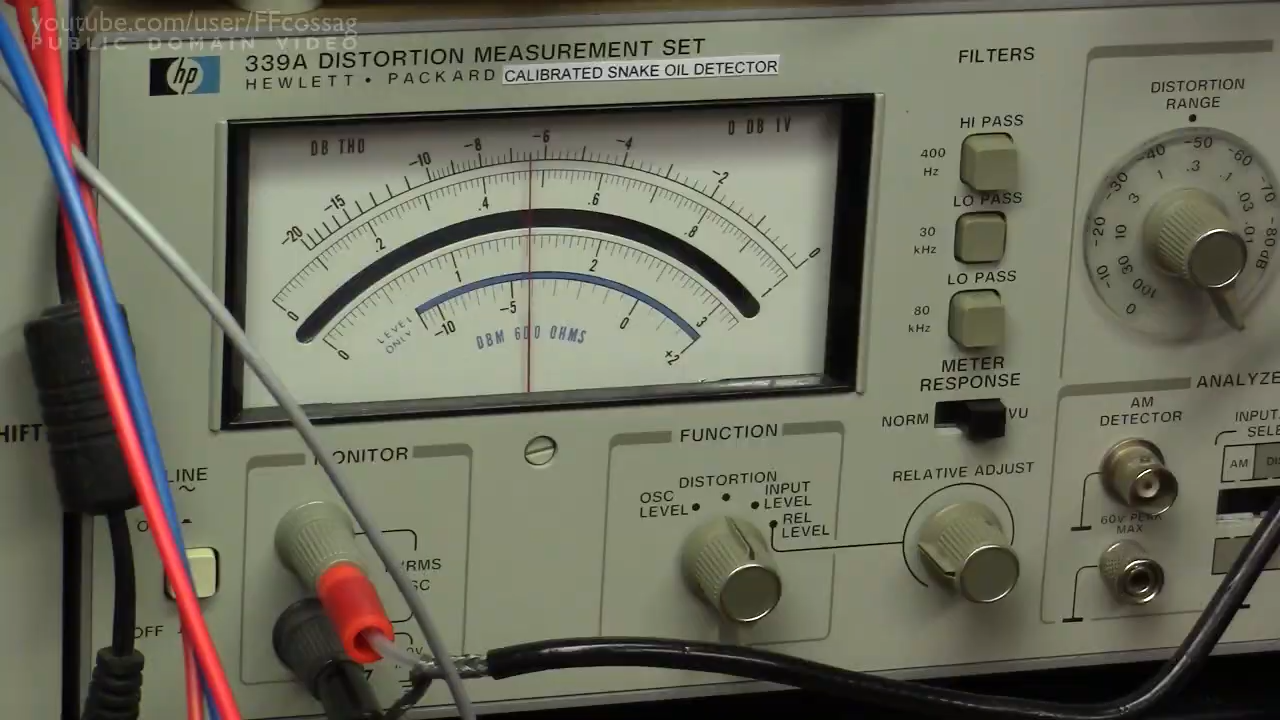 youtube.com/user/FFcossag
PUBLIC DOMAIN VIDEO
hp
339A DISTORTION MEASUREMENT SET
HEWLETT • PACKARD
CALIBRATED SNAKE OIL DETECTOR
DB THD
0 DB 1V
-20 -15 -10 -8 -6 -4 -2 0
0 .2 .4 .6 .8 1
0 1 2 3
LEVEL
ONLY
-10 -5 0 +2
DBM 600 OHMS
FILTERS
HI PASS
400
Hz
LO PASS
30
kHz
LO PASS
80
kHz
METER
RESPONSE
NORM
VU
DISTORTION
RANGE
0 -10 -20 -30 -40 -50 -60 -70 -80 dB
100 30 10 3 1 .3 .1 .03 .01
LINE
OFF
MONITOR
FUNCTION
DISTORTION
OSC
LEVEL
INPUT
LEVEL
REL
LEVEL
RELATIVE ADJUST
AM
DETECTOR
60V PEAK
MAX
AM